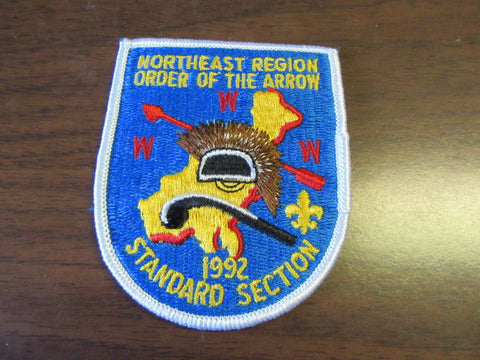 NORTHEAST REGION
ORDER OF THE ARROW
W
W
W
1992
STANDARD SECTION